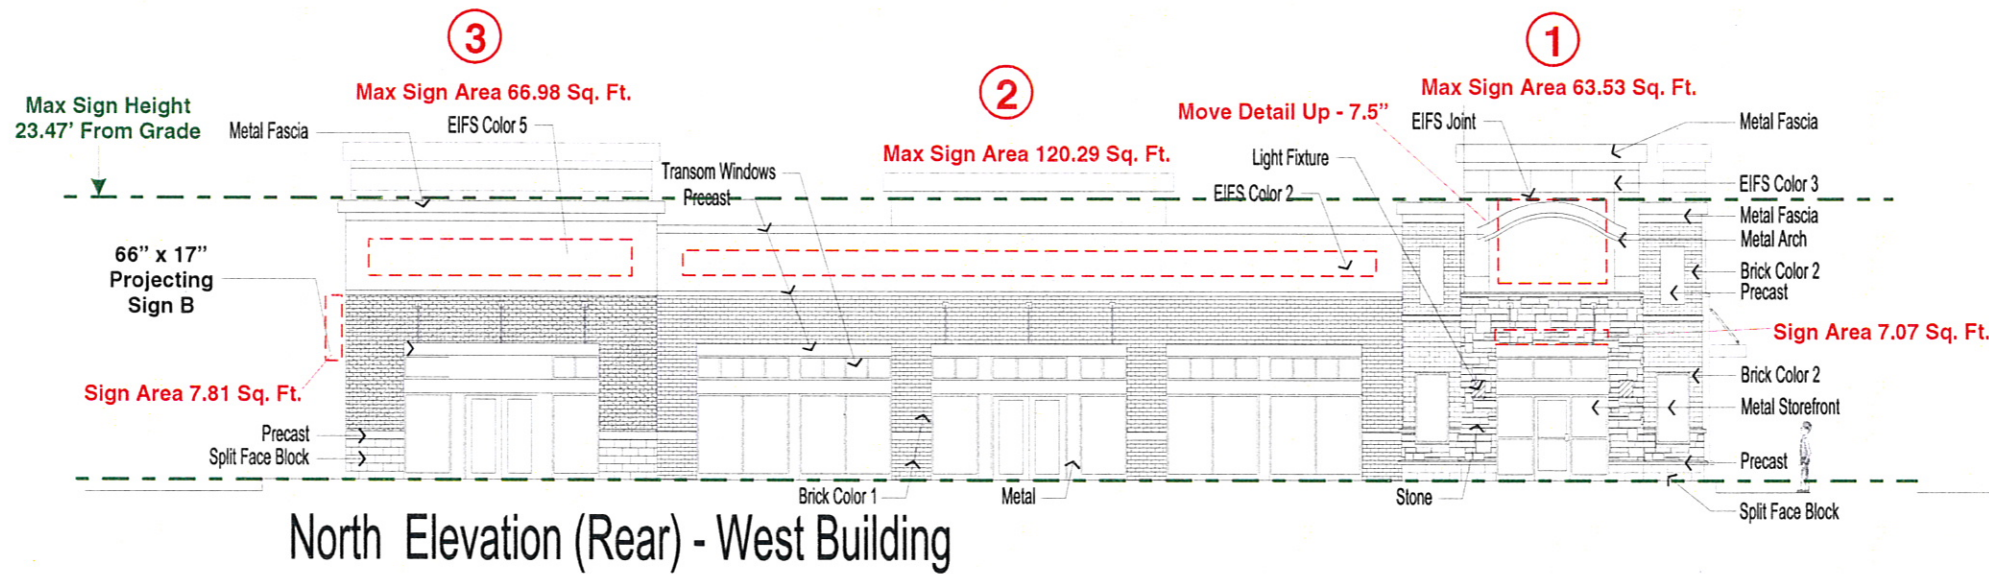 3
1
Max Sign Area 66.98 Sq. Ft.
2
Max Sign Area 63.53 Sq. Ft.
Max Sign Height
23.47' From Grade
Metal Fascia
EIFS Color 5
Move Detail Up - 7.5”
EIFS Joint
Metal Fascia
Max Sign Area 120.29 Sq. Ft.
Light Fixture
Transom Windows
Precast
EIFS Color 2
EIFS Color 3
Metal Fascia
Metal Arch
66” x 17”
Projecting
Sign B
Brick Color 2
Precast
Sign Area 7.07 Sq. Ft.
Sign Area 7.81 Sq. Ft.
Brick Color 2
Metal Storefront
Precast
Split Face Block
Precast
Brick Color 1
Metal
Stone
Split Face Block
North Elevation (Rear) - West Building